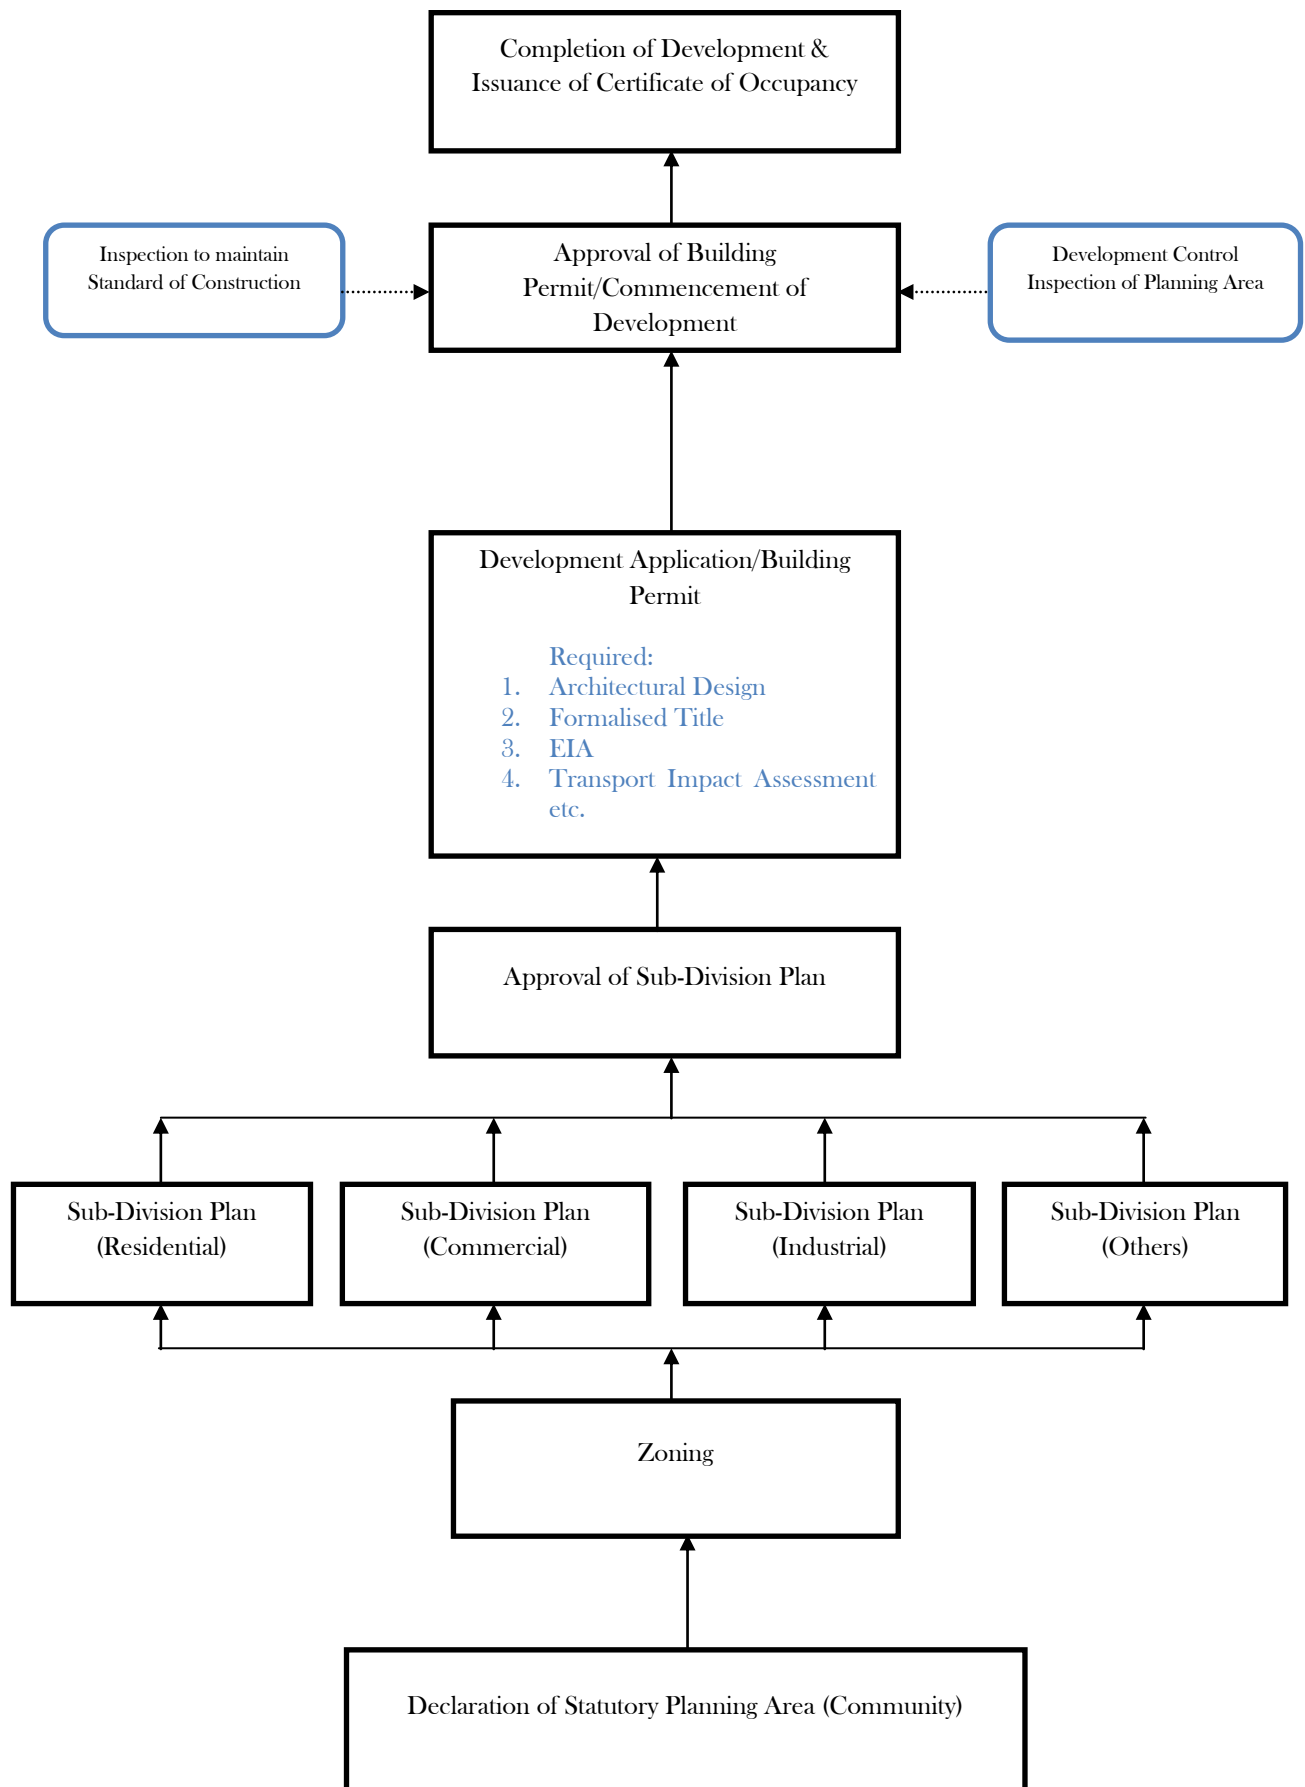 Completion of Development &
Issuance of Certificate of Occupancy
Inspection to maintain
Standard of Construction
Approval of Building
Permit/Commencement of
Development
Development Control
Inspection of Planning Area
Development Application/Building
Permit
Required:
1. Architectural Design
2. Formalised Title
3. EIA
4. Transport Impact Assessment
etc.
Approval of Sub-Division Plan
Sub-Division Plan
(Residential)
Sub-Division Plan
(Commercial)
Sub-Division Plan
(Industrial)
Sub-Division Plan
(Others)
Zoning
Declaration of Statutory Planning Area (Community)